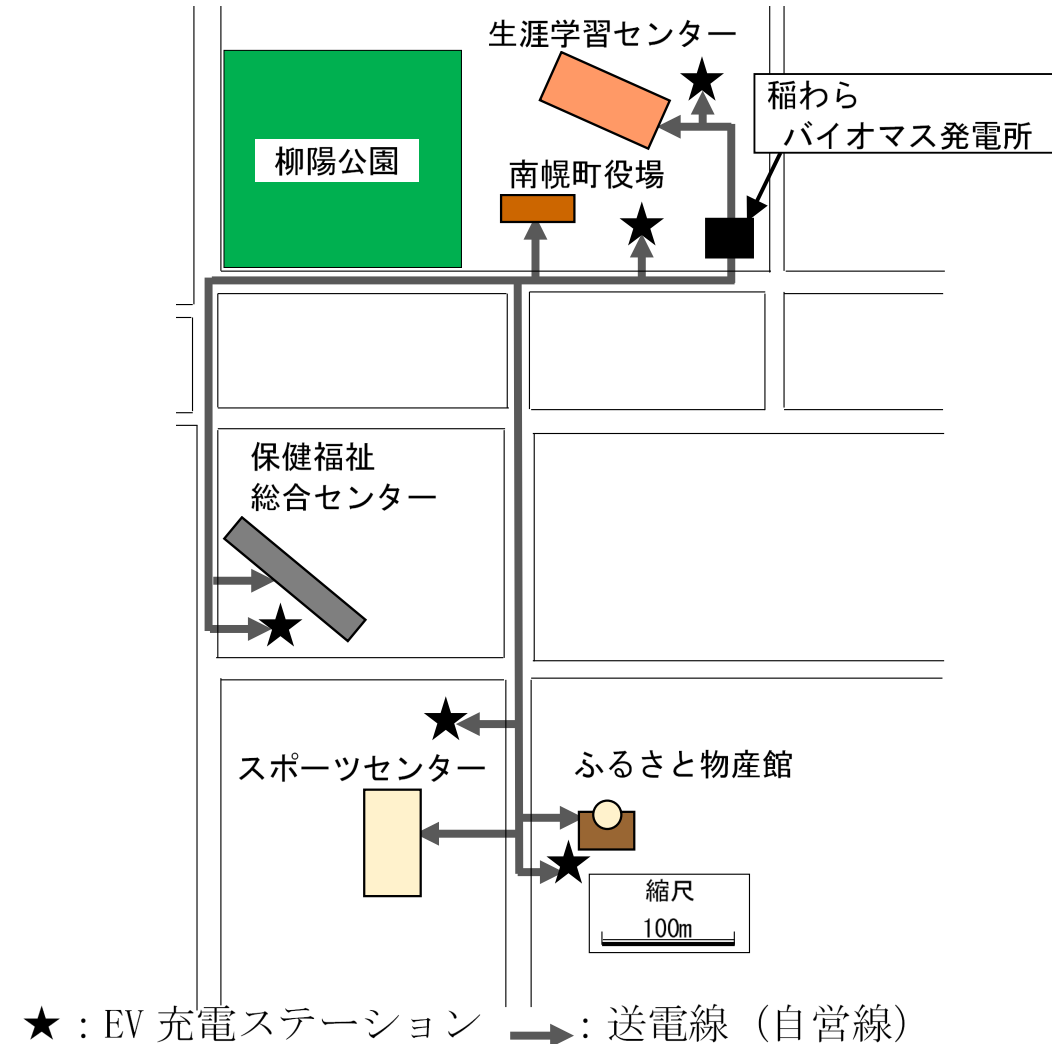 生涯学習センター
稲わら
バイオマス発電所
柳陽公園
南幌町役場
保健福祉
総合センター
スポーツセンター
ふるさと物産館
縮尺
100m
★：EV 充電ステーション　→：送電線（自営線）